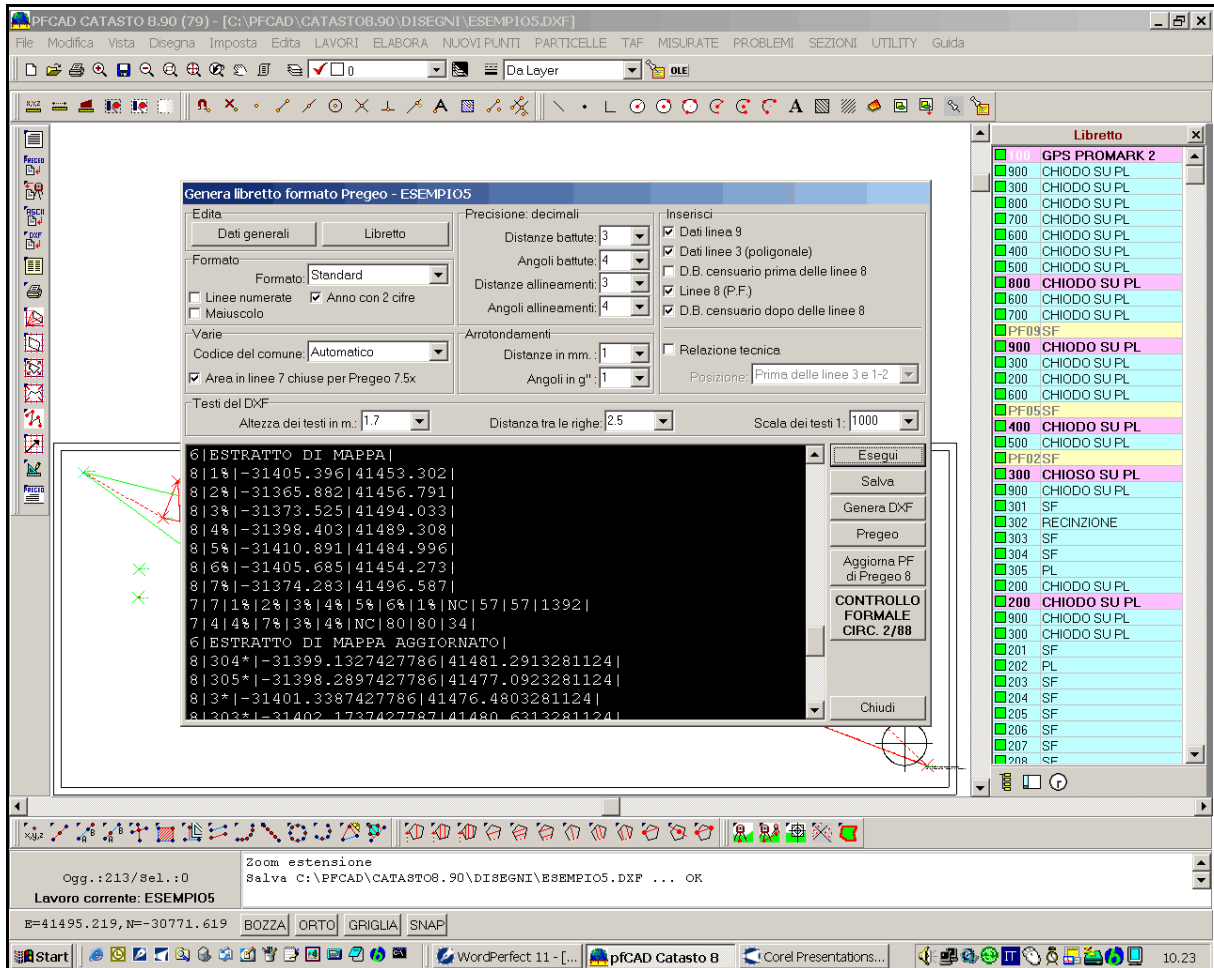 PFCAD CATASTO 8.90 (79) - [C:\PFCAD\CATASTO8.90\DISEGNI\ESEMPIO5.DXF]
File Modifica Vista Disegna Imposta Edita LAVORI ELABORA NUOVI PUNTI PARTICELLE TAF MISURATE PROBLEMI SEZIONI UTILITY Guida
0 Da Layer OLE
Libretto
100 GPS PROMARK 2
900 CHIODO SU PL
300 CHIODO SU PL
800 CHIODO SU PL
700 CHIODO SU PL
600 CHIODO SU PL
400 CHIODO SU PL
500 CHIODO SU PL
800 CHIODO SU PL
600 CHIODO SU PL
700 CHIODO SU PL
PF09 SF
900 CHIODO SU PL
300 CHIODO SU PL
200 CHIODO SU PL
600 CHIODO SU PL
PF05 SF
400 CHIODO SU PL
500 CHIODO SU PL
PF02 SF
300 CHIOSO SU PL
900 CHIODO SU PL
301 SF
302 RECINZIONE
303 SF
304 SF
305 PL
200 CHIODO SU PL
200 CHIODO SU PL
900 CHIODO SU PL
300 CHIODO SU PL
201 SF
202 PL
203 SF
204 SF
205 SF
206 SF
207 SF
208 SF
Genera libretto formato Pregeo - ESEMPIO5
Edita
Dati generali Libretto
Formato
Formato: Standard
Linee numerate Anno con 2 cifre
Maiuscolo
Varie
Codice del comune: Automatico
Area in linee 7 chiuse per Pregeo 7.5x
Precisione: decimali
Distanze battute: 3
Angoli battute: 4
Distanze allineamenti: 3
Angoli allineamenti: 4
Arrotondamenti
Distanze in mm. : 1
Angoli in g" : 1
Inserisci
Dati linea 9
Dati linee 3 (poligonale)
D.B. censuario prima delle linee 8
Linee 8 (P.F.)
D.B. censuario dopo delle linee 8
Relazione tecnica
Posizione: Prima delle linee 3 e 1-2
Testi del DXF
Altezza dei testi in m.: 1.7 Distanza tra le righe: 2.5 Scala dei testi 1: 1000
6|ESTRATTO DI MAPPA|
8|1%|-31405.396|41453.302|
8|2%|-31365.882|41456.791|
8|3%|-31373.525|41494.033|
8|4%|-31398.403|41489.308|
8|5%|-31410.891|41484.996|
8|6%|-31405.685|41454.273|
8|7%|-31374.283|41496.587|
7|7|1%|2%|3%|4%|5%|6%|1%|NC|57|57|1392|
7|4|4%|7%|3%|4%|NC|80|80|34|
6|ESTRATTO DI MAPPA AGGIORNATO|
8|304*|-31399.1327427786|41481.2913281124|
8|305*|-31398.2897427786|41477.0923281124|
8|3*|-31401.3387427786|41476.4803281124|
8|303*|-31402.1737427787|41480.6313281124|
Esegui
Salva
Genera DXF
Pregeo
Aggiorna PF
di Pregeo 8
CONTROLLO
FORMALE
CIRC. 2/88
Chiudi
Ogg.:213/Sel.:0
Lavoro corrente: ESEMPIO5
Zoom estensione
Salva C:\PFCAD\CATASTO8.90\DISEGNI\ESEMPIO5.DXF ... OK
E=41495.219,N=-30771.619 BOZZA ORTO GRIGLIA SNAP
Start WordPerfect 11 - [... pfCAD Catasto 8 Corel Presentations... 10.23